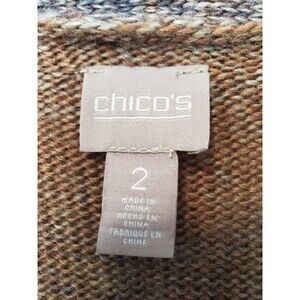 chico's
2
MADE IN
CHINA
HECHO EN
CHINA
FABRIQUÉ EN
CHINE